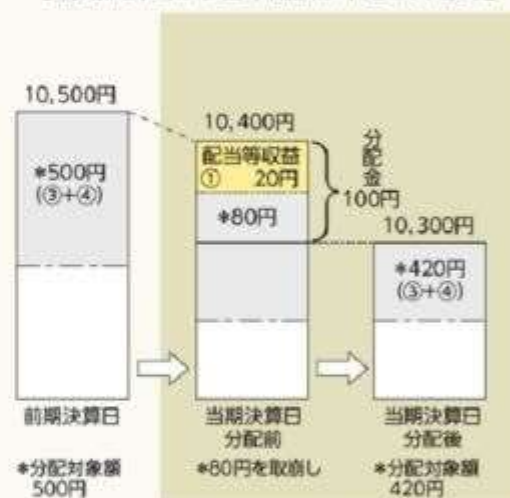 10,500円
*500円
(③+④)
前期決算日
*分配対象額
500円
10,400円
配当等収益
① 20円
*80円
分配金
100円
当期決算日
分配前
*80円を取崩し
10,300円
*420円
(③+④)
当期決算日
分配後
*分配対象額
420円